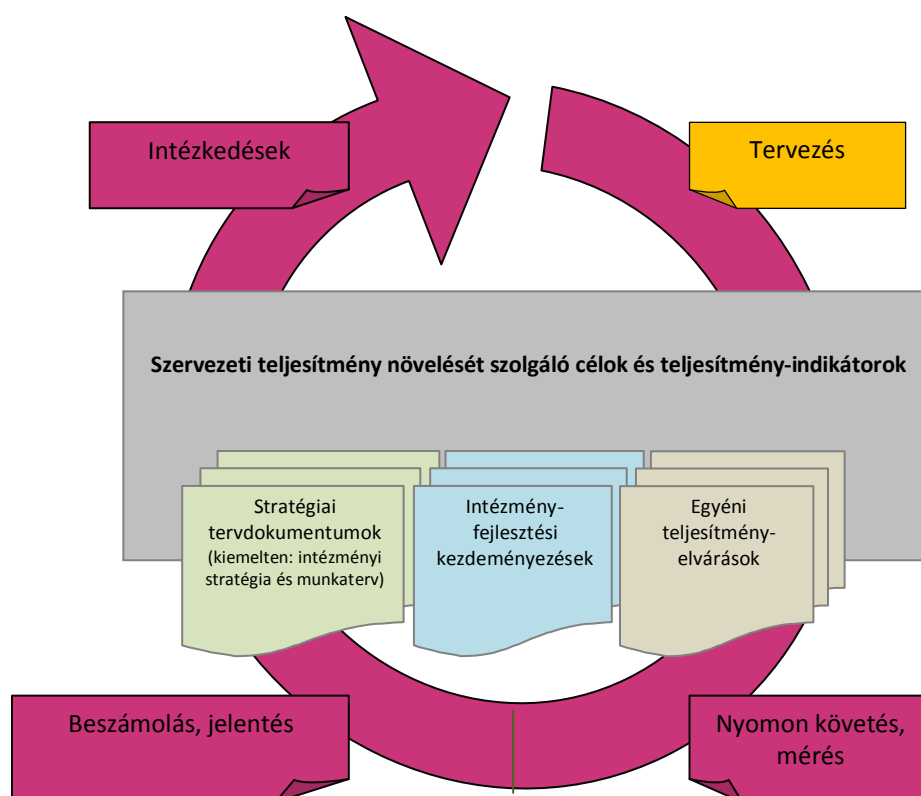 Intézkedések
Tervezés
Szervezeti teljesítmény növelését szolgáló célok és teljesítmény-indikátorok
Stratégiai
tervdokumentumok
(kiemelten: intézményi
stratégia és munkaterv)
Intézmény-
fejlesztési
kezdeményezések
Egyéni
teljesítmény-
elvárások
Beszámolás, jelentés
Nyomon követés,
mérés